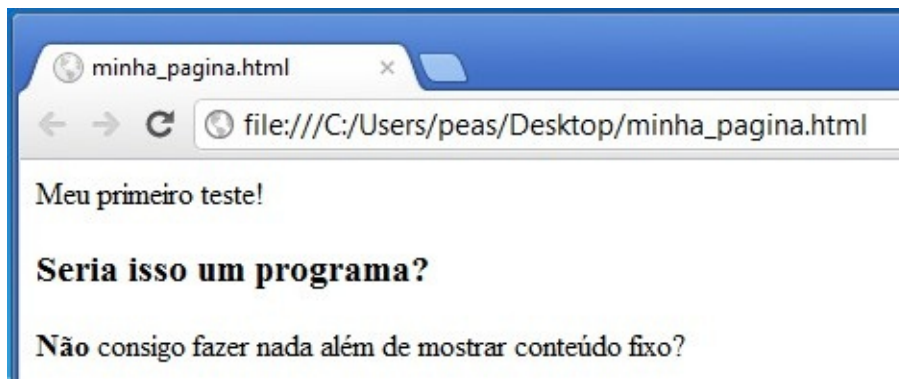 minha_pagina.html
file:///C:/Users/peas/Desktop/minha_pagina.html
Meu primeiro teste!
Seria isso um programa?
Não consigo fazer nada além de mostrar conteúdo fixo?